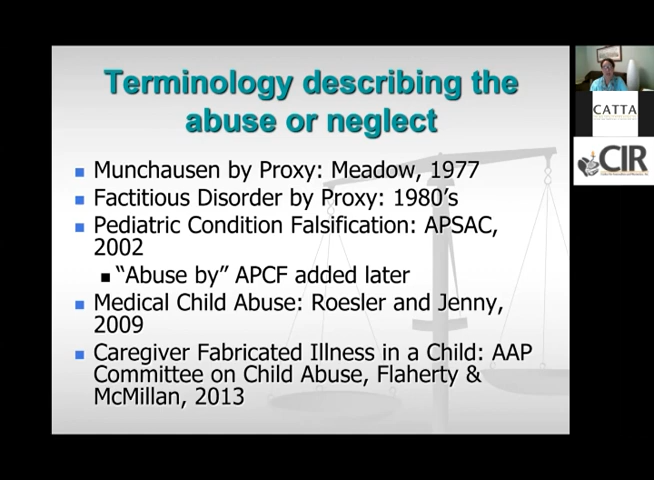 Terminology describing the
abuse or neglect
Munchausen by Proxy: Meadow, 1977
Factitious Disorder by Proxy: 1980's
Pediatric Condition Falsification: APSAC,
2002
"Abuse by" APCF added later
Medical Child Abuse: Roesler and Jenny,
2009
Caregiver Fabricated Illness in a Child: AAP
Committee on Child Abuse, Flaherty &
McMillan, 2013
CATTA
CIR